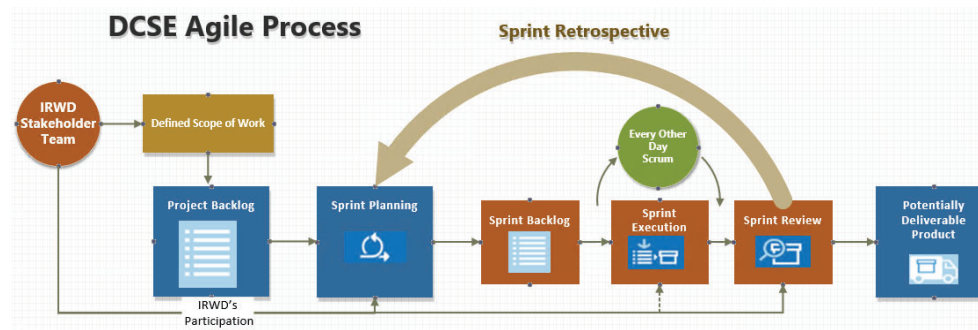 DCSE Agile Process
Sprint Retrospective
IRWD
Stakeholder
Team
Defined Scope of Work
Every Other
Day
Scrum
Project Backlog
Sprint Planning
Sprint Backlog
Sprint
Execution
Sprint Review
Potentially
Deliverable
Product
IRWD's
Participation